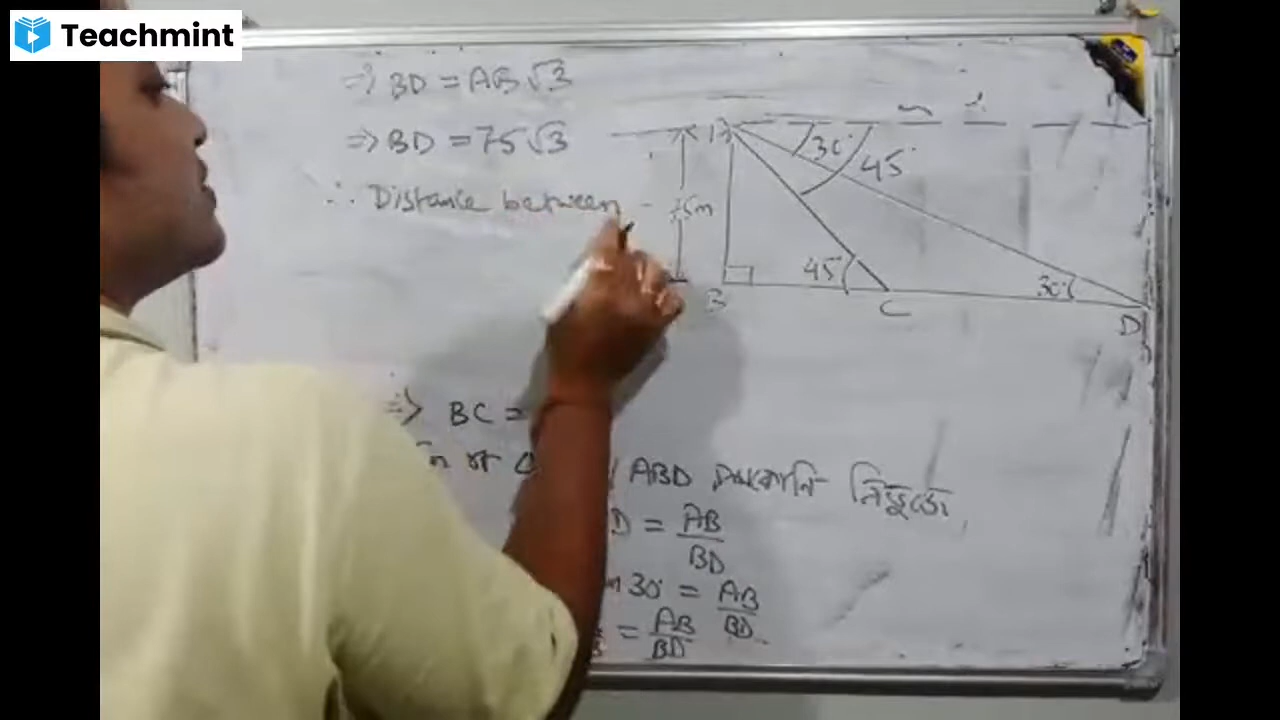 Teachmint
⇒ BD = AB√3
⇒ BD = 75√3
∴ Distance between
A
30°
45°
75m
45°
30°
B
C
D
⇒ BC =
ABD সমকোণী ত্রিভুজে,
D = AB/BD
30° = AB/BD
= AB/BD